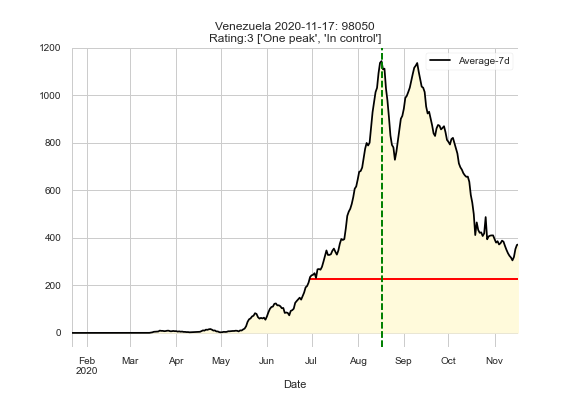 Venezuela 2020-11-17: 98050
Rating:3 ['One peak', 'In control']
Average-7d
1200
1000
800
600
400
200
0
Feb Mar Apr May Jun Jul Aug Sep Oct Nov
2020
Date